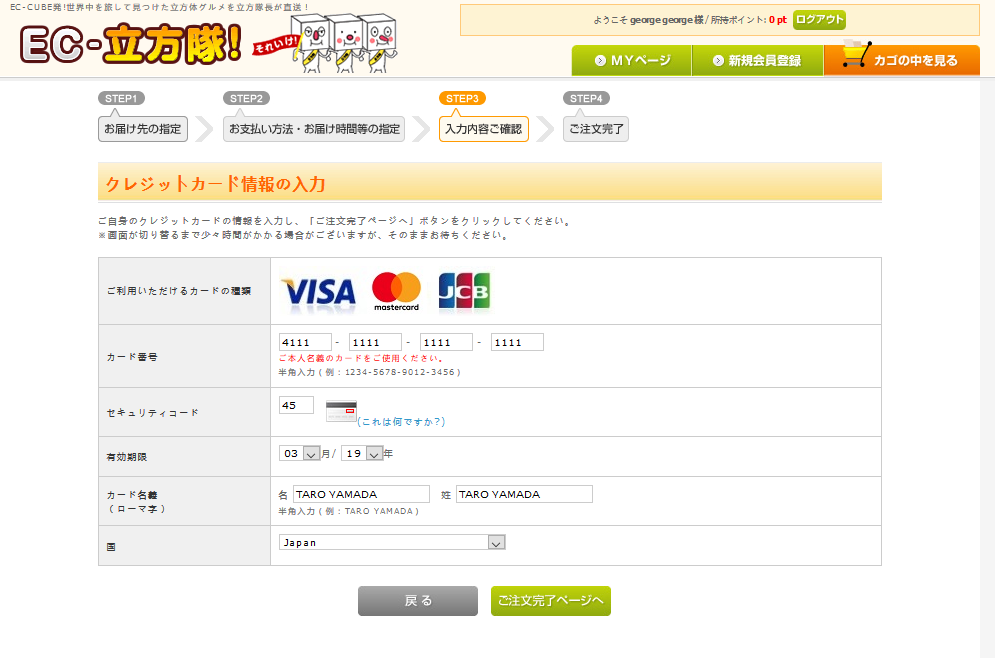 EC-CUBE発!世界中を旅して見つけた立方体グルメを立方隊長が直送！
EC-立方隊!
それいけ!
ようこそ george george 様 / 所持ポイント: 0 pt ログアウト
MYページ 新規会員登録 カゴの中を見る
STEP1 STEP2 STEP3 STEP4
お届け先の指定 お支払い方法・お届け時間等の指定 入力内容ご確認 ご注文完了
クレジットカード情報の入力
ご自身のクレジットカードの情報を入力し、「ご注文完了ページへ」ボタンをクリックしてください。
※画面が切り替るまで少々時間がかかる場合がございますが、そのままお待ちください。
ご利用いただけるカードの種類 VISA mastercard JCB
カード番号 4111 - 1111 - 1111 - 1111
ご本人名義のカードをご使用ください。
半角入力 ( 例 : 1234-5678-9012-3456 )
セキュリティコード 45 (これは何ですか?)
有効期限 03 月/ 19 年
カード名義
( ローマ字 )
名 TARO YAMADA 姓 TARO YAMADA
半角入力 ( 例 : TARO YAMADA )
国 Japan
戻る ご注文完了ページへ